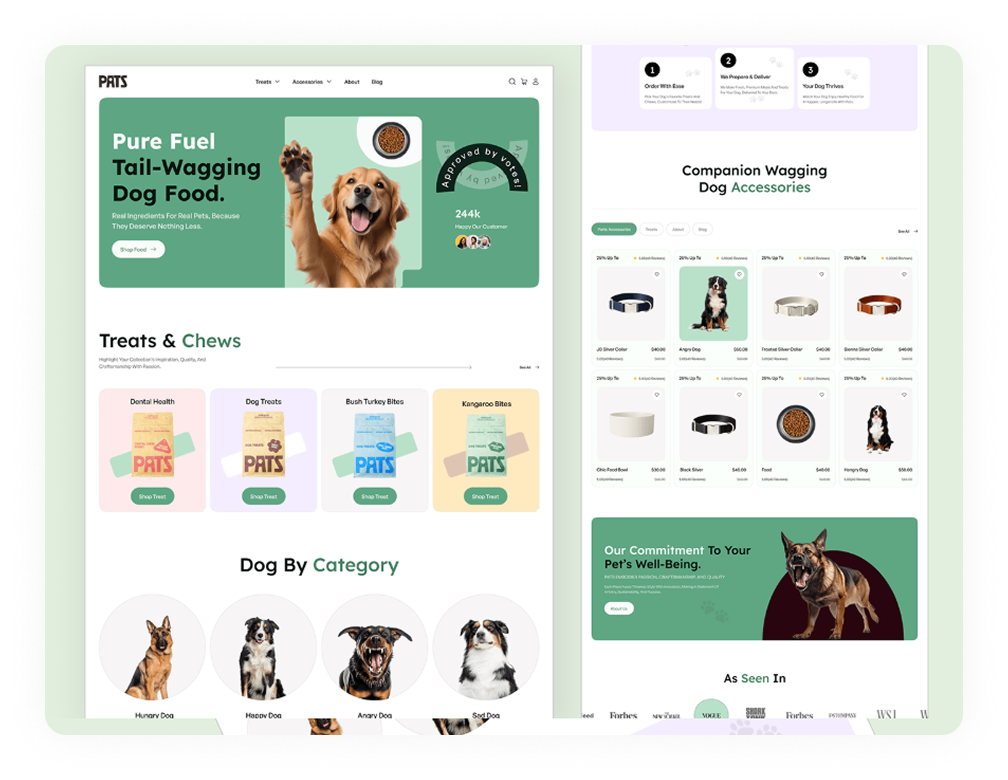 PATS
Treats
Accessories
About
Blog
Pure Fuel
Tail-Wagging
Dog Food.
Real Ingredients For Real Pets, Because
They Deserve Nothing Less.
Shop Food
Approved by votes!
244k
Happy Our Customer
Treats & Chews
Highlight Your Collection's Inspiration, Quality, And
Craftsmanship With Passion.
See All
Dental Health
PATS
Shop Treat
Dog Treats
PATS
Shop Treat
Bush Turkey Bites
PATS
Shop Treat
Kangaroo Bites
PATS
Shop Treat
Dog By Category
Hungry Dog
Happy Dog
Angry Dog
Sad Dog
1
Order With Ease
2
We Prepare & Deliver
3
Your Dog Thrives
Companion Wagging
Dog Accessories
Pets Accessories
Treats
About
Blog
See All
25% Up To
25% Up To
25% Up To
25% Up To
JG Silver Collar
$40.00
Angry Dog
$50.00
Frosted Silver Collar
$40.00
Sienna Silver Collar
$40.00
25% Up To
25% Up To
25% Up To
25% Up To
Chic Food Bowl
$30.00
Black Silver
$40.00
Food
$40.00
Hungry Dog
$50.00
Our Commitment To Your
Pet's Well-Being.
PATS EMBODIES PASSION, CRAFTSMANSHIP, AND QUALITY
About Us
As Seen In
Forbes
VOGUE
SHARK
TANK
Forbes
WSJ